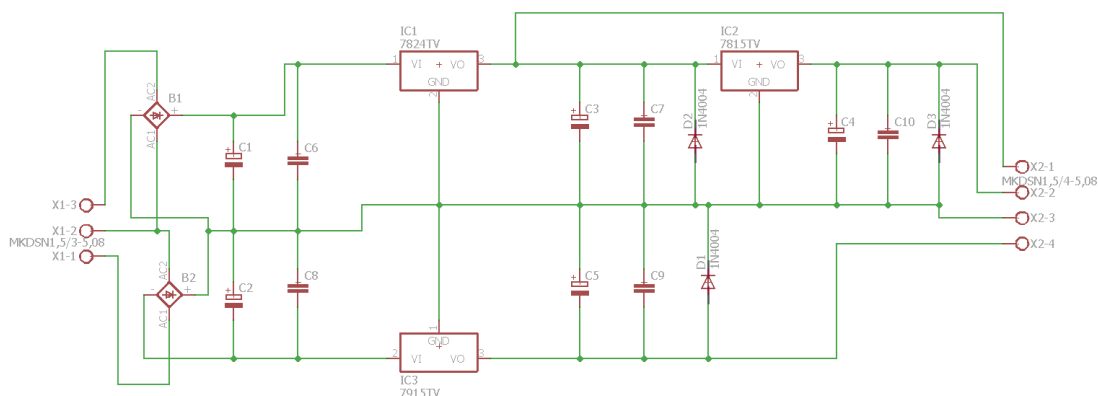 IC1
7824TV
1 VI + VO 3
GND
2
IC2
7815TV
1 VI + VO 3
GND
2
AC2
B1
- +
AC1
+ C1
C6
+ C3
C7
D2
1N4004
+ C4
C10
D3
1N4004
X2-1
MKDSN1,5/4-5,08
X2-2
X2-3
X2-4
X1-3
X1-2
MKDSN1,5/3-5,08
X1-1
AC2
B2
- +
AC1
+ C2
C8
+ C5
C9
D1
1N4004
1
GND
+
2 VI VO 3
IC3
7915TV